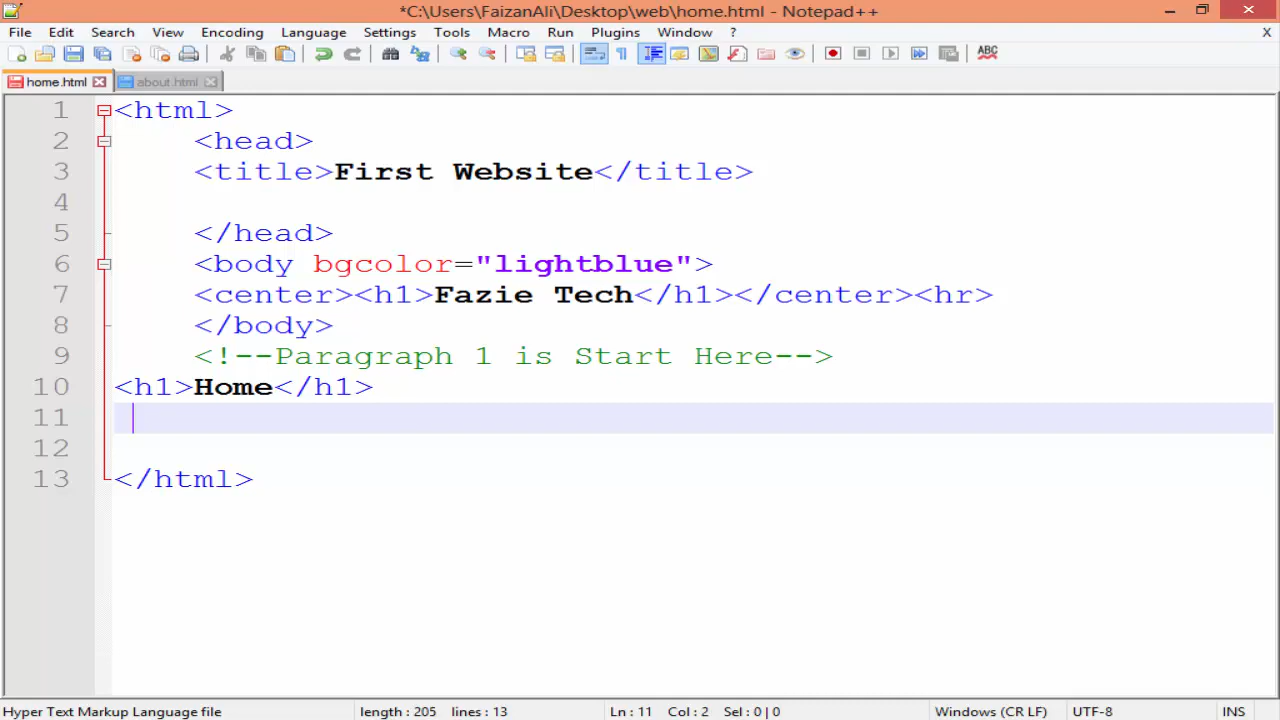 *C:\Users\FaizanAli\Desktop\web\home.html - Notepad++
File Edit Search View Encoding Language Settings Tools Macro Run Plugins Window ? X
ABC
home.html about.html
1 <html>
2 <head>
3 <title>First Website</title>
4
5 </head>
6 <body bgcolor="lightblue">
7 <center><h1>Fazie Tech</h1></center><hr>
8 </body>
9 <!--Paragraph 1 is Start Here-->
10 <h1>Home</h1>
11
12
13 </html>
Hyper Text Markup Language file length : 205 lines : 13 Ln : 11 Col : 2 Sel : 0 | 0 Windows (CR LF) UTF-8 INS